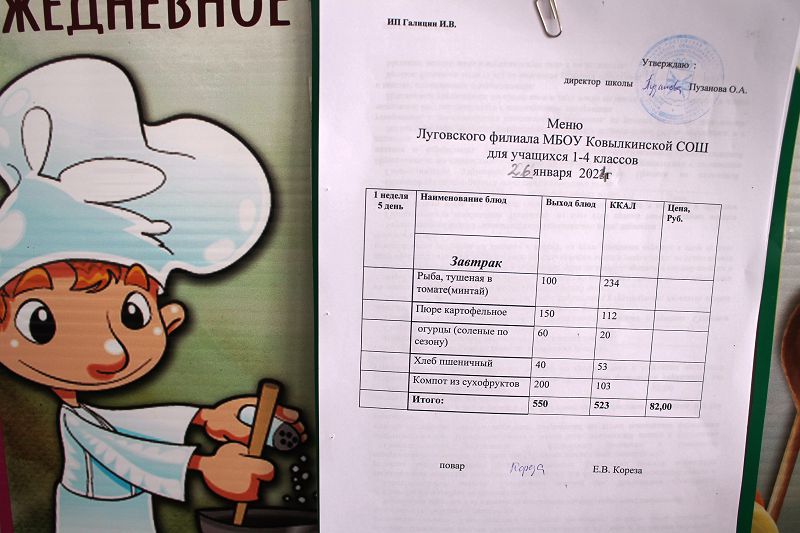 ЖЕДНЕВНОЕ
ИП Галицин И.В.
Утверждаю :
директор школы Пузанова Пузанова О.А.
Меню
Луговского филиала МБОУ Ковылкинской СОШ
для учащихся 1-4 классов
26 января 2024г
1 неделя 5 день Наименование блюд Выход блюд ККАЛ Цена, Руб.
Завтрак
Рыба, тушеная в томате(минтай) 100 234
Пюре картофельное 150 112
огурцы (соленые по сезону) 60 20
Хлеб пшеничный 40 53
Компот из сухофруктов 200 103
Итого: 550 523 82,00
повар Кореза Е.В. Кореза